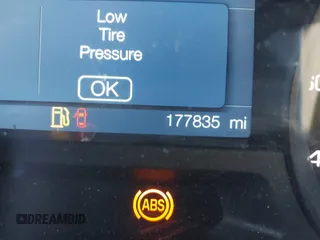 Low
Tire
Pressure
OK
177835 mi
ABS
DREAMBID